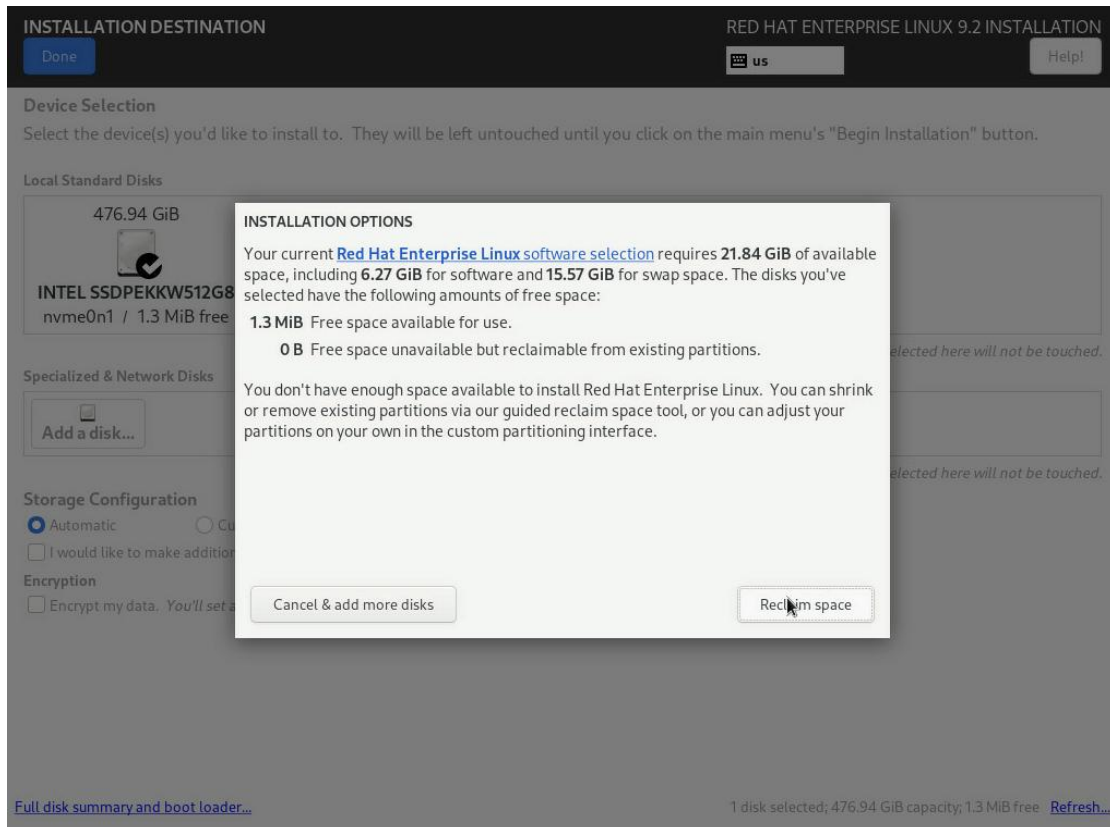 INSTALLATION DESTINATION
RED HAT ENTERPRISE LINUX 9.2 INSTALLATION
Done
us
Help!
Device Selection
Select the device(s) you'd like to install to. They will be left untouched until you click on the main menu's "Begin Installation" button.
Local Standard Disks
476.94 GiB
INTEL SSDPEKKW512G8
nvme0n1 / 1.3 MiB free
elected here will not be touched.
Specialized & Network Disks
Add a disk...
elected here will not be touched.
Storage Configuration
Automatic
Cu
I would like to make addition
Encryption
Encrypt my data. You'll set a
INSTALLATION OPTIONS
Your current Red Hat Enterprise Linux software selection requires 21.84 GiB of available
space, including 6.27 GiB for software and 15.57 GiB for swap space. The disks you've
selected have the following amounts of free space:
1.3 MiB Free space available for use.
0 B Free space unavailable but reclaimable from existing partitions.
You don't have enough space available to install Red Hat Enterprise Linux. You can shrink
or remove existing partitions via our guided reclaim space tool, or you can adjust your
partitions on your own in the custom partitioning interface.
Cancel & add more disks
Reclaim space
Full disk summary and boot loader...
1 disk selected; 476.94 GiB capacity; 1.3 MiB free Refresh...